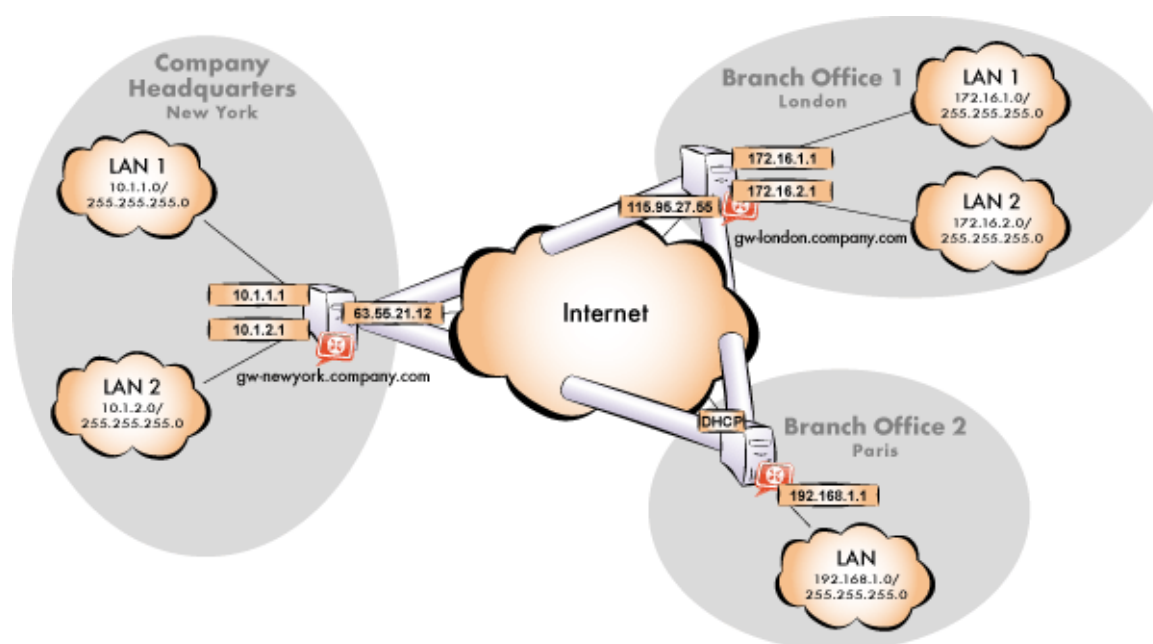 Company
Headquarters
New York
LAN 1
10.1.1.0/
255.255.255.0
10.1.1.1
10.1.2.1
63.55.21.12
gw-newyork.company.com
LAN 2
10.1.2.0/
255.255.255.0
Internet
Branch Office 1
London
LAN 1
172.16.1.0/
255.255.255.0
172.16.1.1
172.16.2.1
115.95.27.55
gw-london.company.com
LAN 2
172.16.2.0/
255.255.255.0
DHCP
Branch Office 2
Paris
192.168.1.1
LAN
192.168.1.0/
255.255.255.0